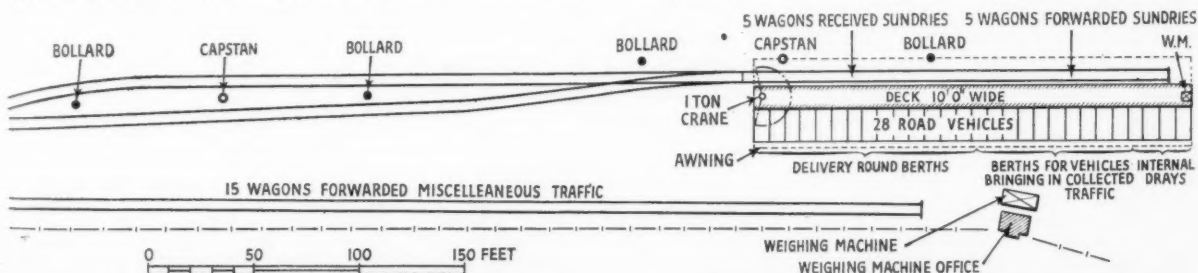 5 WAGONS RECEIVED SUNDRIES 5 WAGONS FORWARDED SUNDRIES
BOLLARD CAPSTAN BOLLARD BOLLARD CAPSTAN BOLLARD W.M.
1 TON
CRANE
DECK 10'0" WIDE
28 ROAD VEHICLES
AWNING
DELIVERY ROUND BERTHS
BERTHS FOR VEHICLES
BRINGING IN COLLECTED
TRAFFIC
INTERNAL
DRAYS
15 WAGONS FORWARDED MISCELLEANEOUS TRAFFIC
WEIGHING MACHINE
WEIGHING MACHINE OFFICE
0 50 100 150 FEET